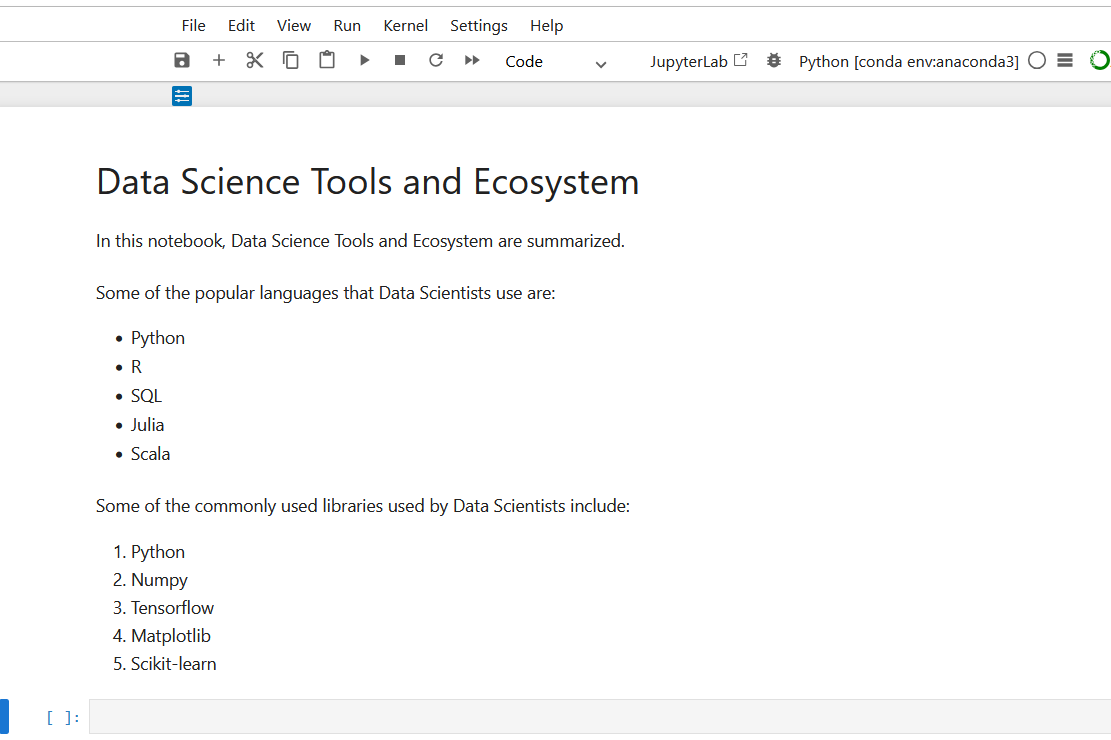 File Edit View Run Kernel Settings Help
Code JupyterLab Python [conda env:anaconda3]
Data Science Tools and Ecosystem
In this notebook, Data Science Tools and Ecosystem are summarized.
Some of the popular languages that Data Scientists use are:
• Python
• R
• SQL
• Julia
• Scala
Some of the commonly used libraries used by Data Scientists include:
1. Python
2. Numpy
3. Tensorflow
4. Matplotlib
5. Scikit-learn
[ ]: